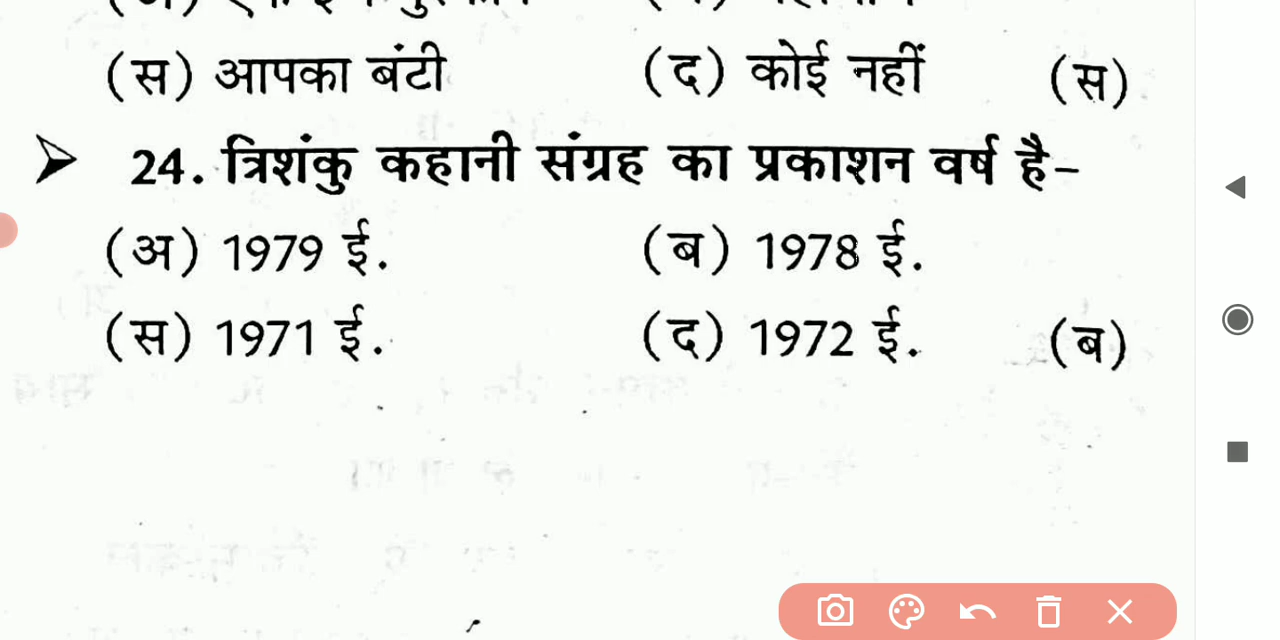 (स) आपका बंटी (द) कोई नहीं (स)
24. त्रिशंकु कहानी संग्रह का प्रकाशन वर्ष है–
(अ) 1979 ई. (ब) 1978 ई.
(स) 1971 ई. (द) 1972 ई. (ब)